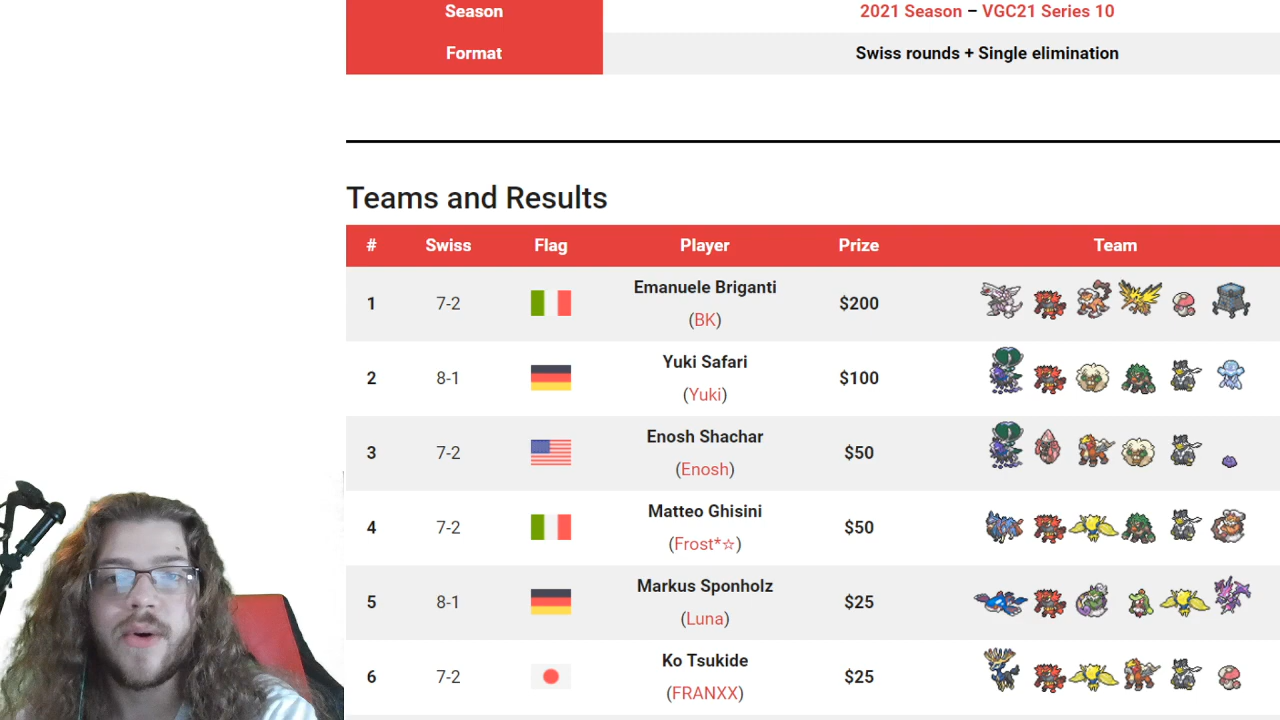 Season 2021 Season – VGC21 Series 10
Format Swiss rounds + Single elimination
Teams and Results
# Swiss Flag Player Prize Team
1 7-2 Emanuele Briganti (BK) $200
2 8-1 Yuki Safari (Yuki) $100
3 7-2 Enosh Shachar (Enosh) $50
4 7-2 Matteo Ghisini (Frost*☆) $50
5 8-1 Markus Sponholz (Luna) $25
6 7-2 Ko Tsukide (FRANXX) $25